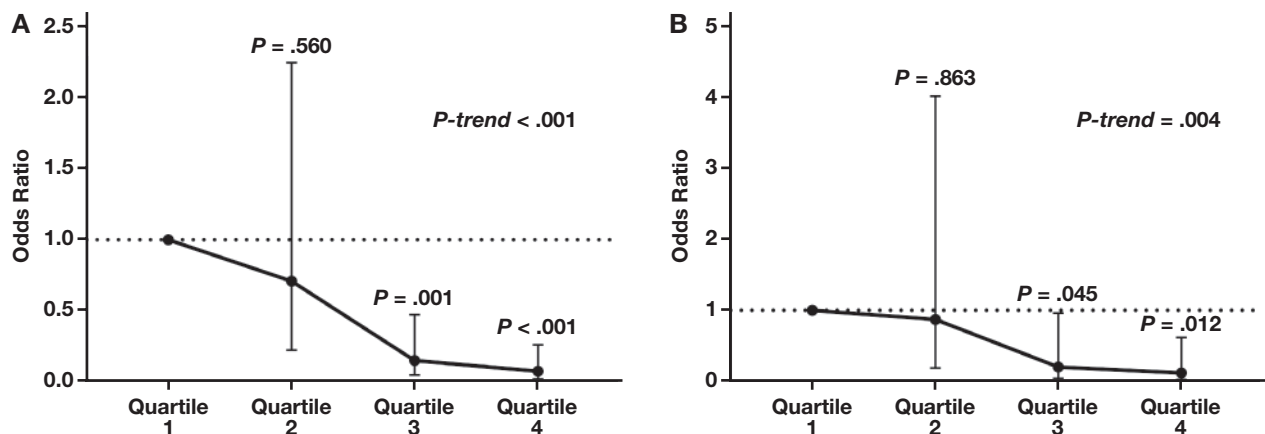 A
2.5
P = .560
2.0
P-trend < .001
1.5
Odds Ratio
1.0
P = .001
0.5
P < .001
0.0
Quartile 1
Quartile 2
Quartile 3
Quartile 4
B
5
P = .863
4
P-trend = .004
3
Odds Ratio
2
P = .045
1
P = .012
0
Quartile 1
Quartile 2
Quartile 3
Quartile 4